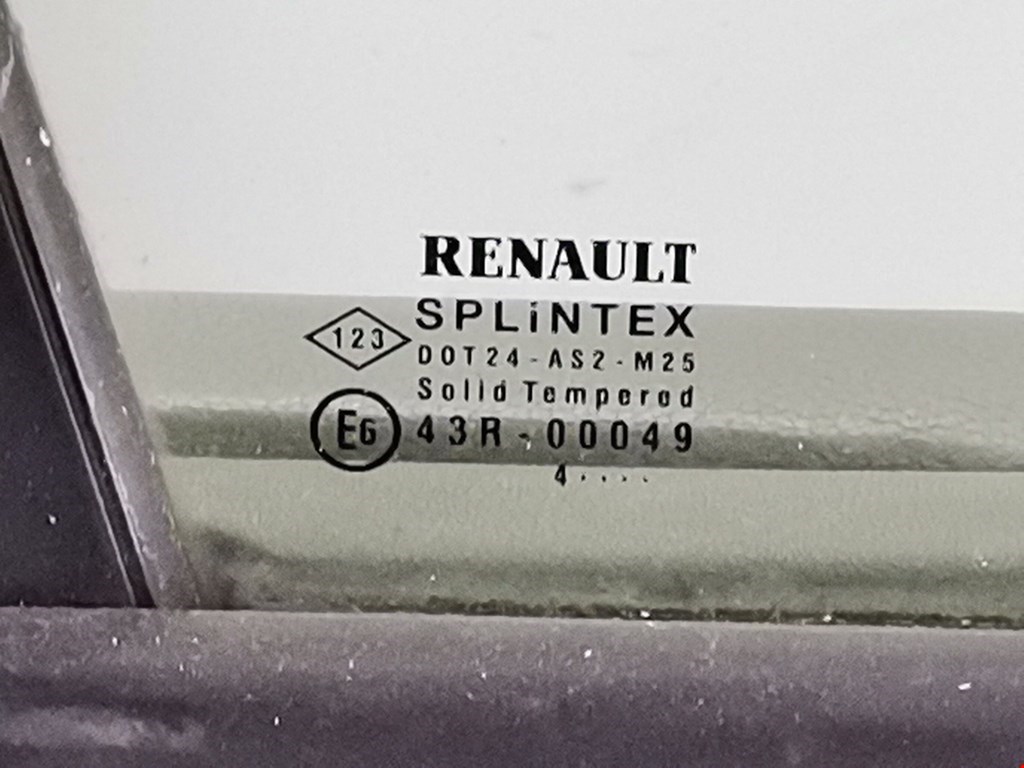 RENAULT
SPLiNTEX
123
DOT24-AS2-M25
Solid Tempered
E6
43R-00049
4....